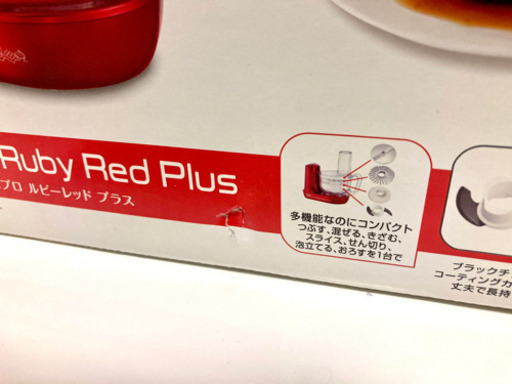 Ruby Red Plus
プロ ルビーレッド プラス
多機能なのにコンパクト
つぶす、混ぜる、きざむ、
スライス、せん切り、
泡立てる、おろすを1台で
ブラックチ
コーティングカ
丈夫で長持